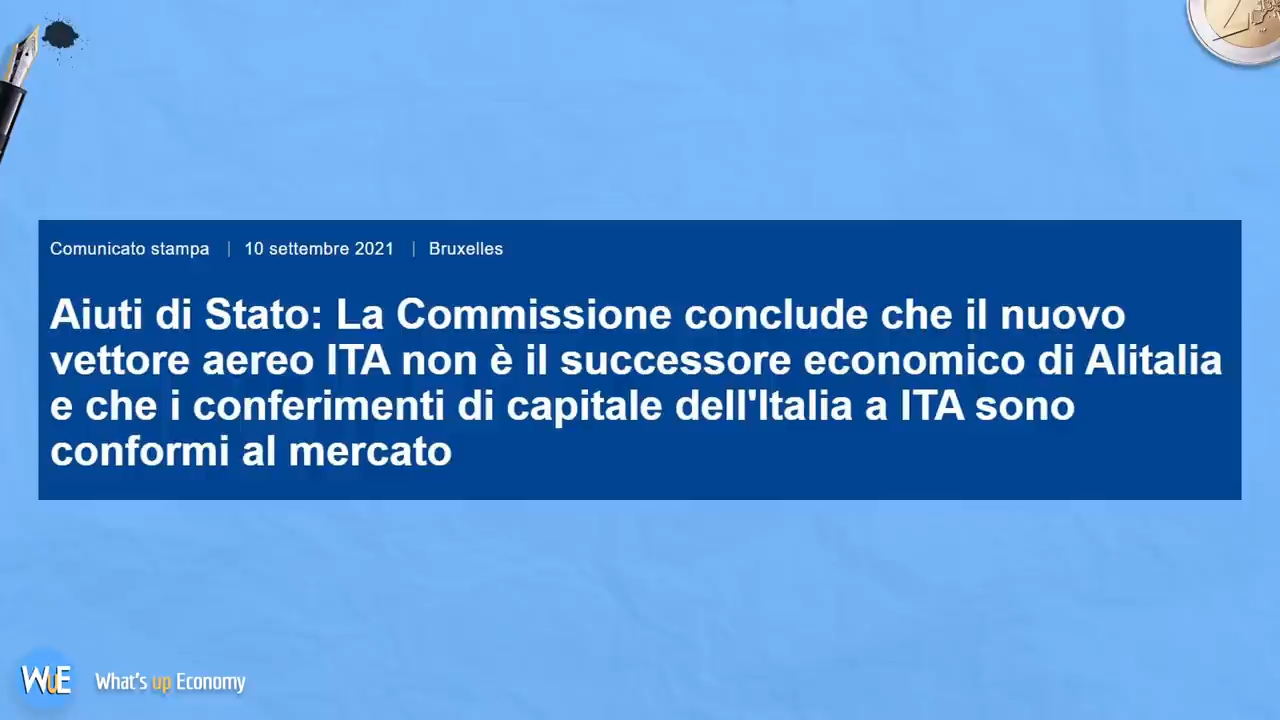 Comunicato stampa | 10 settembre 2021 | Bruxelles
Aiuti di Stato: La Commissione conclude che il nuovo
vettore aereo ITA non è il successore economico di Alitalia
e che i conferimenti di capitale dell'Italia a ITA sono
conformi al mercato
WuE What's up Economy